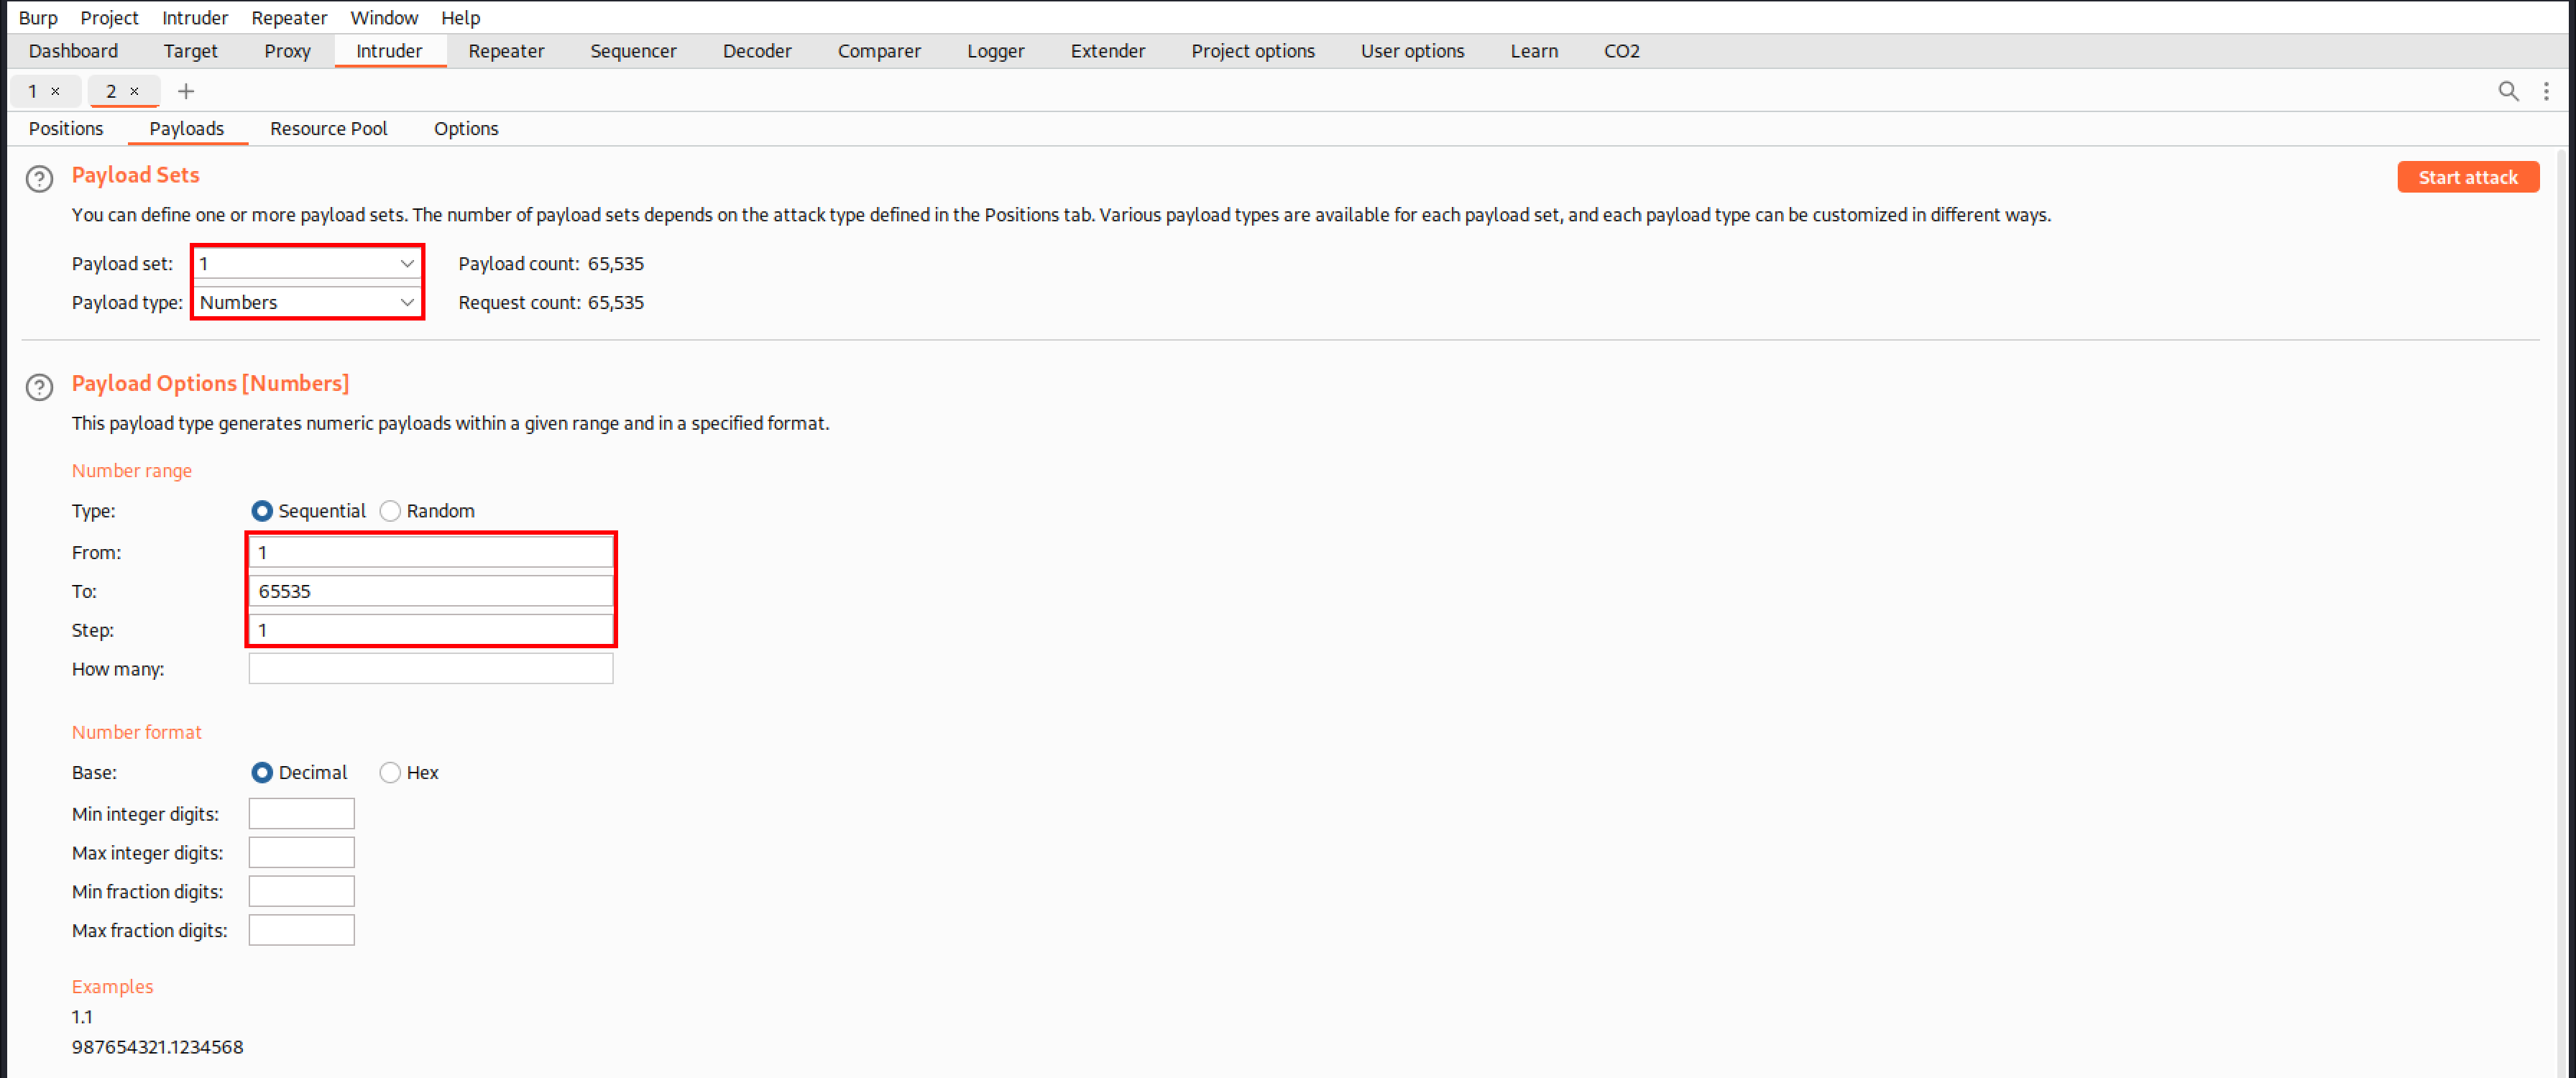 Burp Project Intruder Repeater Window Help
Dashboard Target Proxy Intruder Repeater Sequencer Decoder Comparer Logger Extender Project options User options Learn CO2
1 × 2 × +
Positions Payloads Resource Pool Options
? Payload Sets
Start attack
You can define one or more payload sets. The number of payload sets depends on the attack type defined in the Positions tab. Various payload types are available for each payload set, and each payload type can be customized in different ways.
Payload set: 1 Payload count: 65,535
Payload type: Numbers Request count: 65,535
? Payload Options [Numbers]
This payload type generates numeric payloads within a given range and in a specified format.
Number range
Type: Sequential Random
From: 1
To: 65535
Step: 1
How many:
Number format
Base: Decimal Hex
Min integer digits:
Max integer digits:
Min fraction digits:
Max fraction digits:
Examples
1.1
987654321.1234568